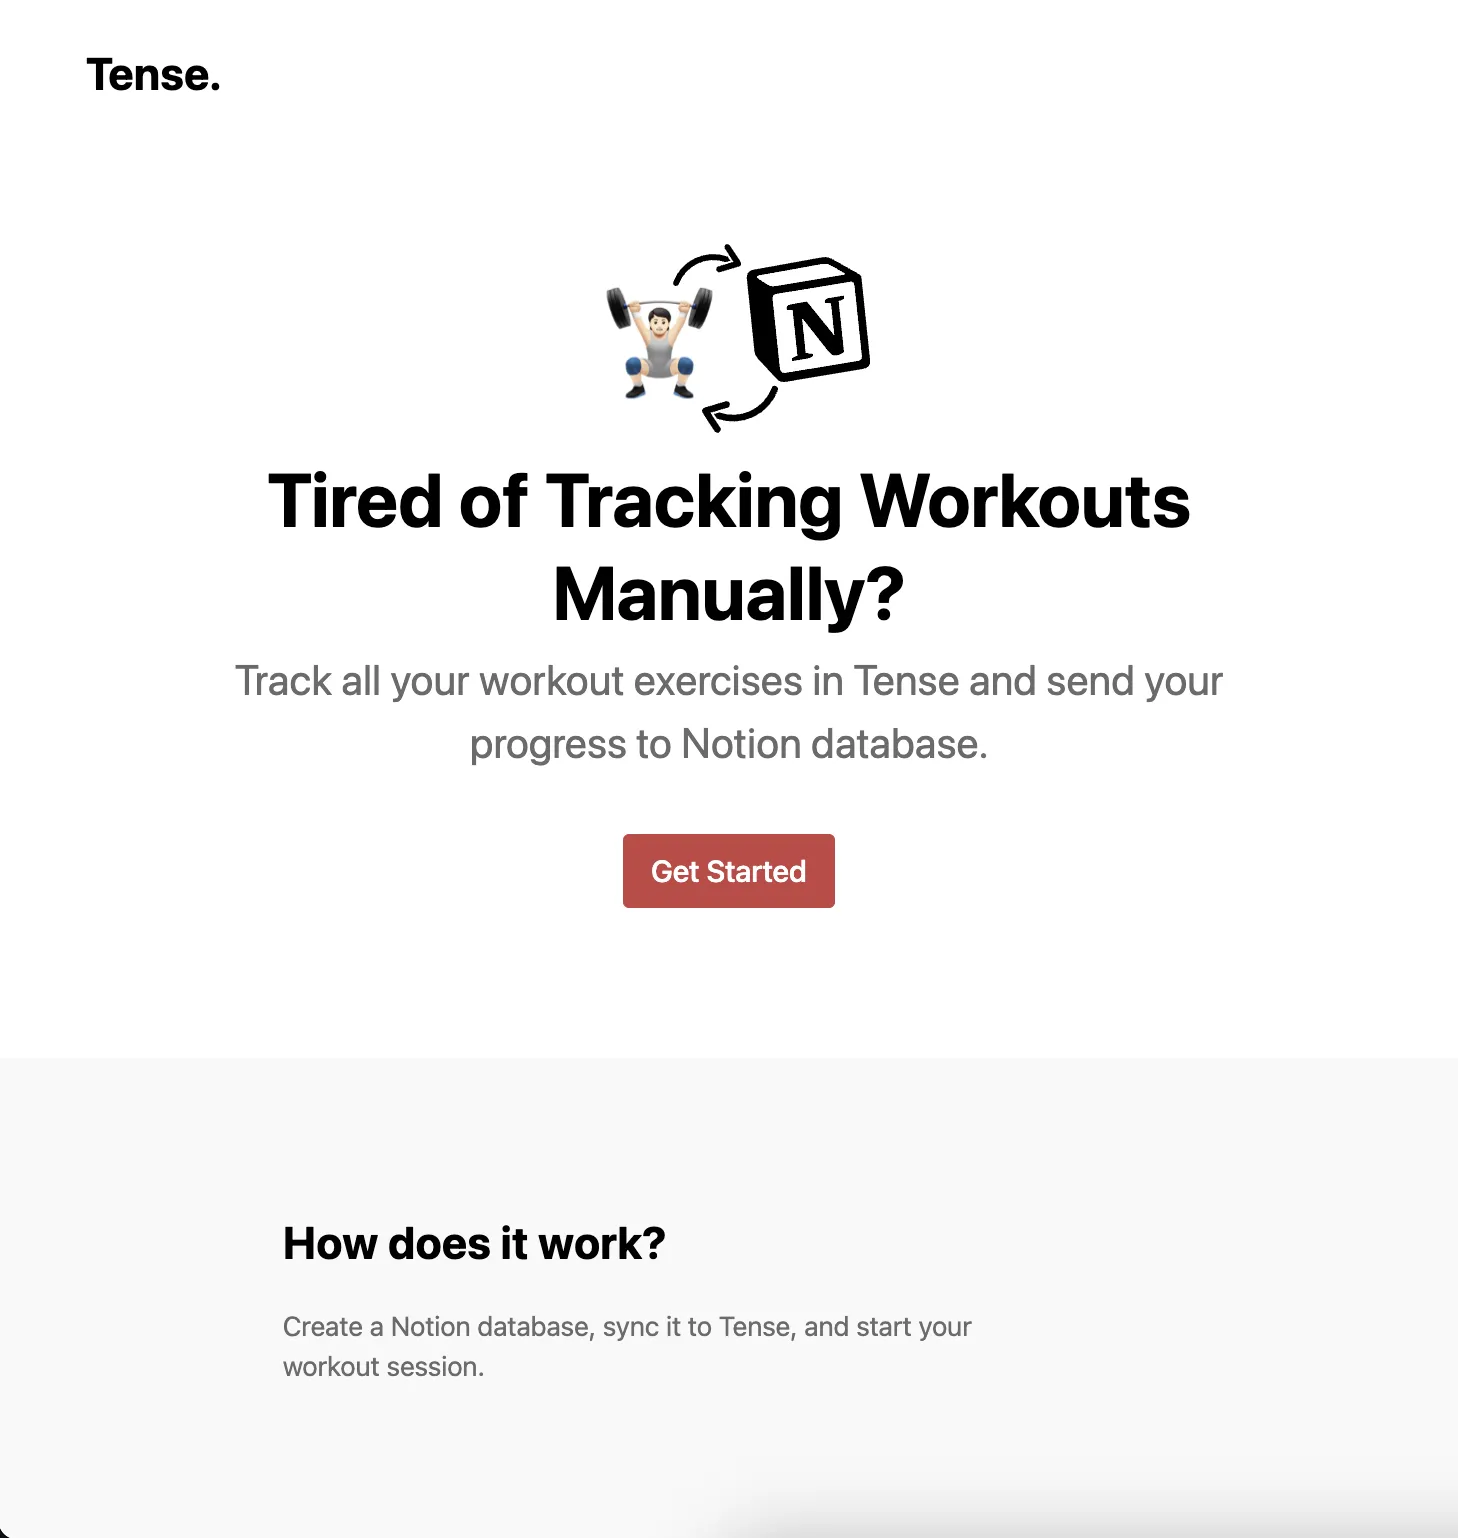 Tense.
N
Tired of Tracking Workouts
Manually?
Track all your workout exercises in Tense and send your
progress to Notion database.
Get Started
How does it work?
Create a Notion database, sync it to Tense, and start your
workout session.